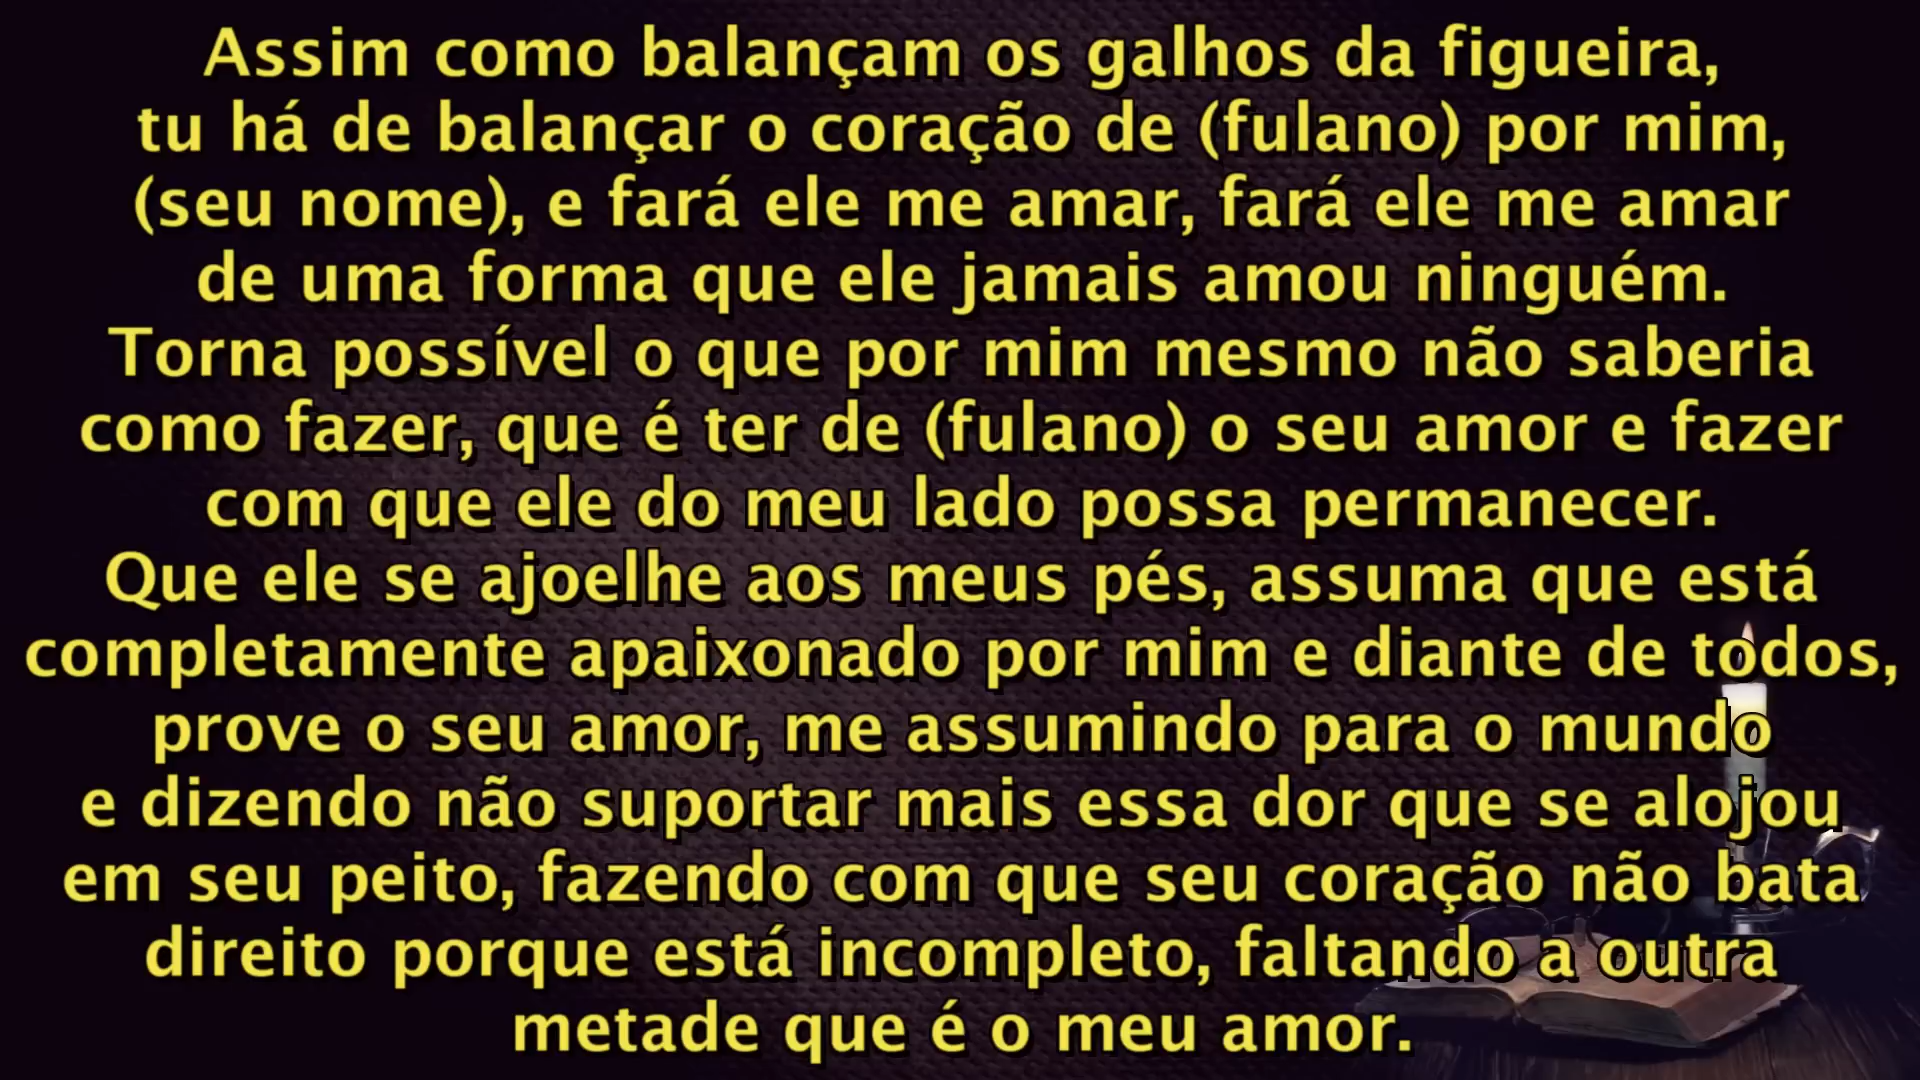 Assim como balançam os galhos da figueira,
tu há de balançar o coração de (fulano) por mim,
(seu nome), e fará ele me amar, fará ele me amar
de uma forma que ele jamais amou ninguém.
Torna possível o que por mim mesmo não saberia
como fazer, que é ter de (fulano) o seu amor e fazer
com que ele do meu lado possa permanecer.
Que ele se ajoelhe aos meus pés, assuma que está
completamente apaixonado por mim e diante de todos,
prove o seu amor, me assumindo para o mundo
e dizendo não suportar mais essa dor que se alojou
em seu peito, fazendo com que seu coração não bata
direito porque está incompleto, faltando a outra
metade que é o meu amor.